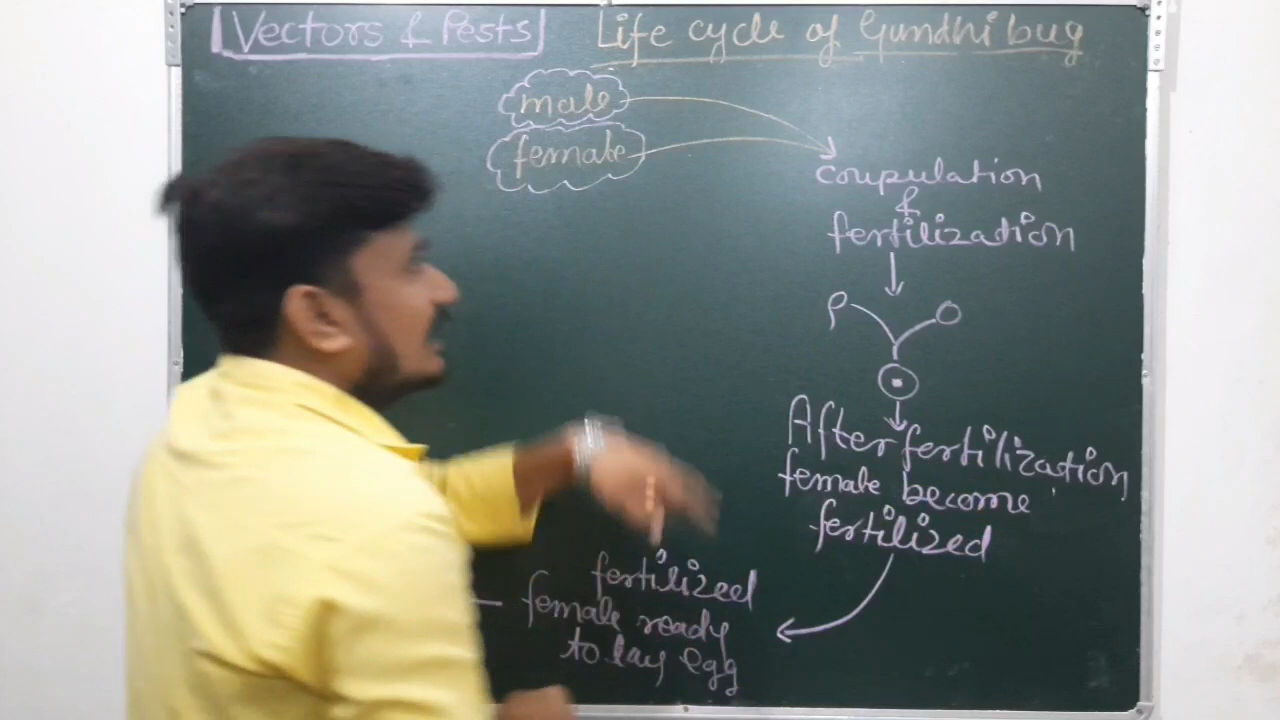 Vectors & Pests
Life cycle of Gundhi bug
male
female
Coupulation
&
fertilization
After fertilization
female become
fertilized
fertilized
female ready
to lay egg